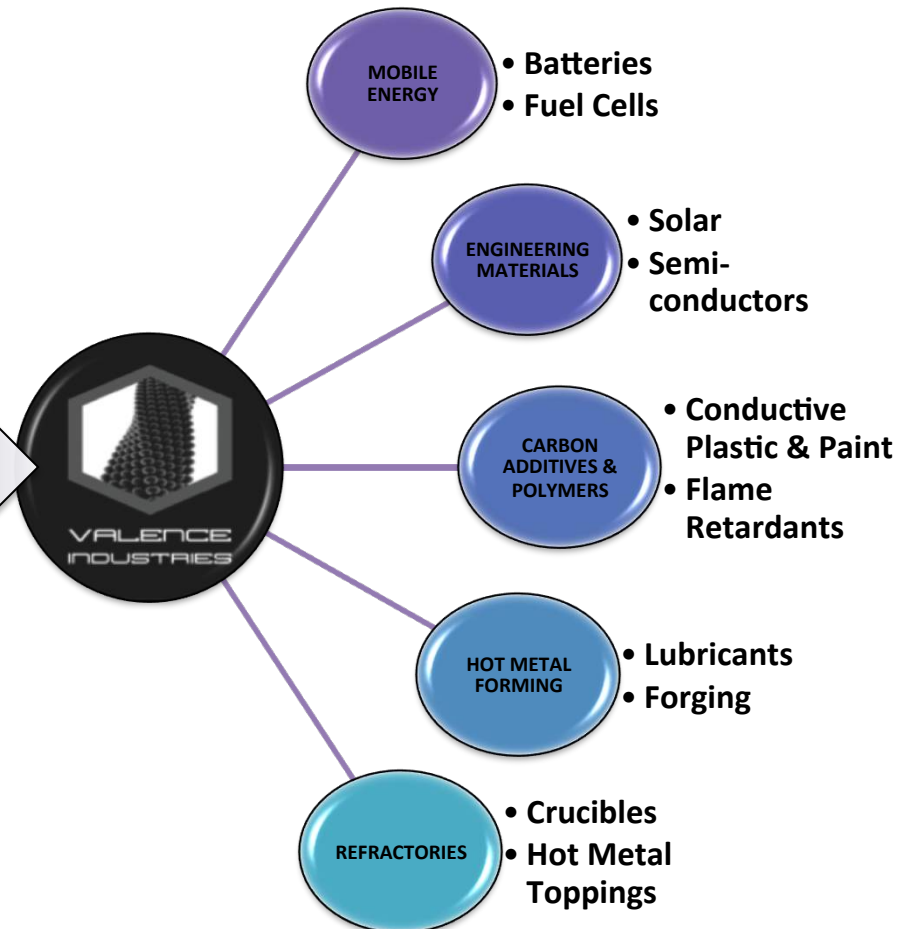 MOBILE
ENERGY
• Batteries
• Fuel Cells
ENGINEERING
MATERIALS
• Solar
• Semi-
conductors
VALENCE
INDUSTRIES
CARBON
ADDITIVES &
POLYMERS
• Conductive
Plastic & Paint
• Flame
Retardants
HOT METAL
FORMING
• Lubricants
• Forging
REFRACTORIES
• Crucibles
• Hot Metal
Toppings